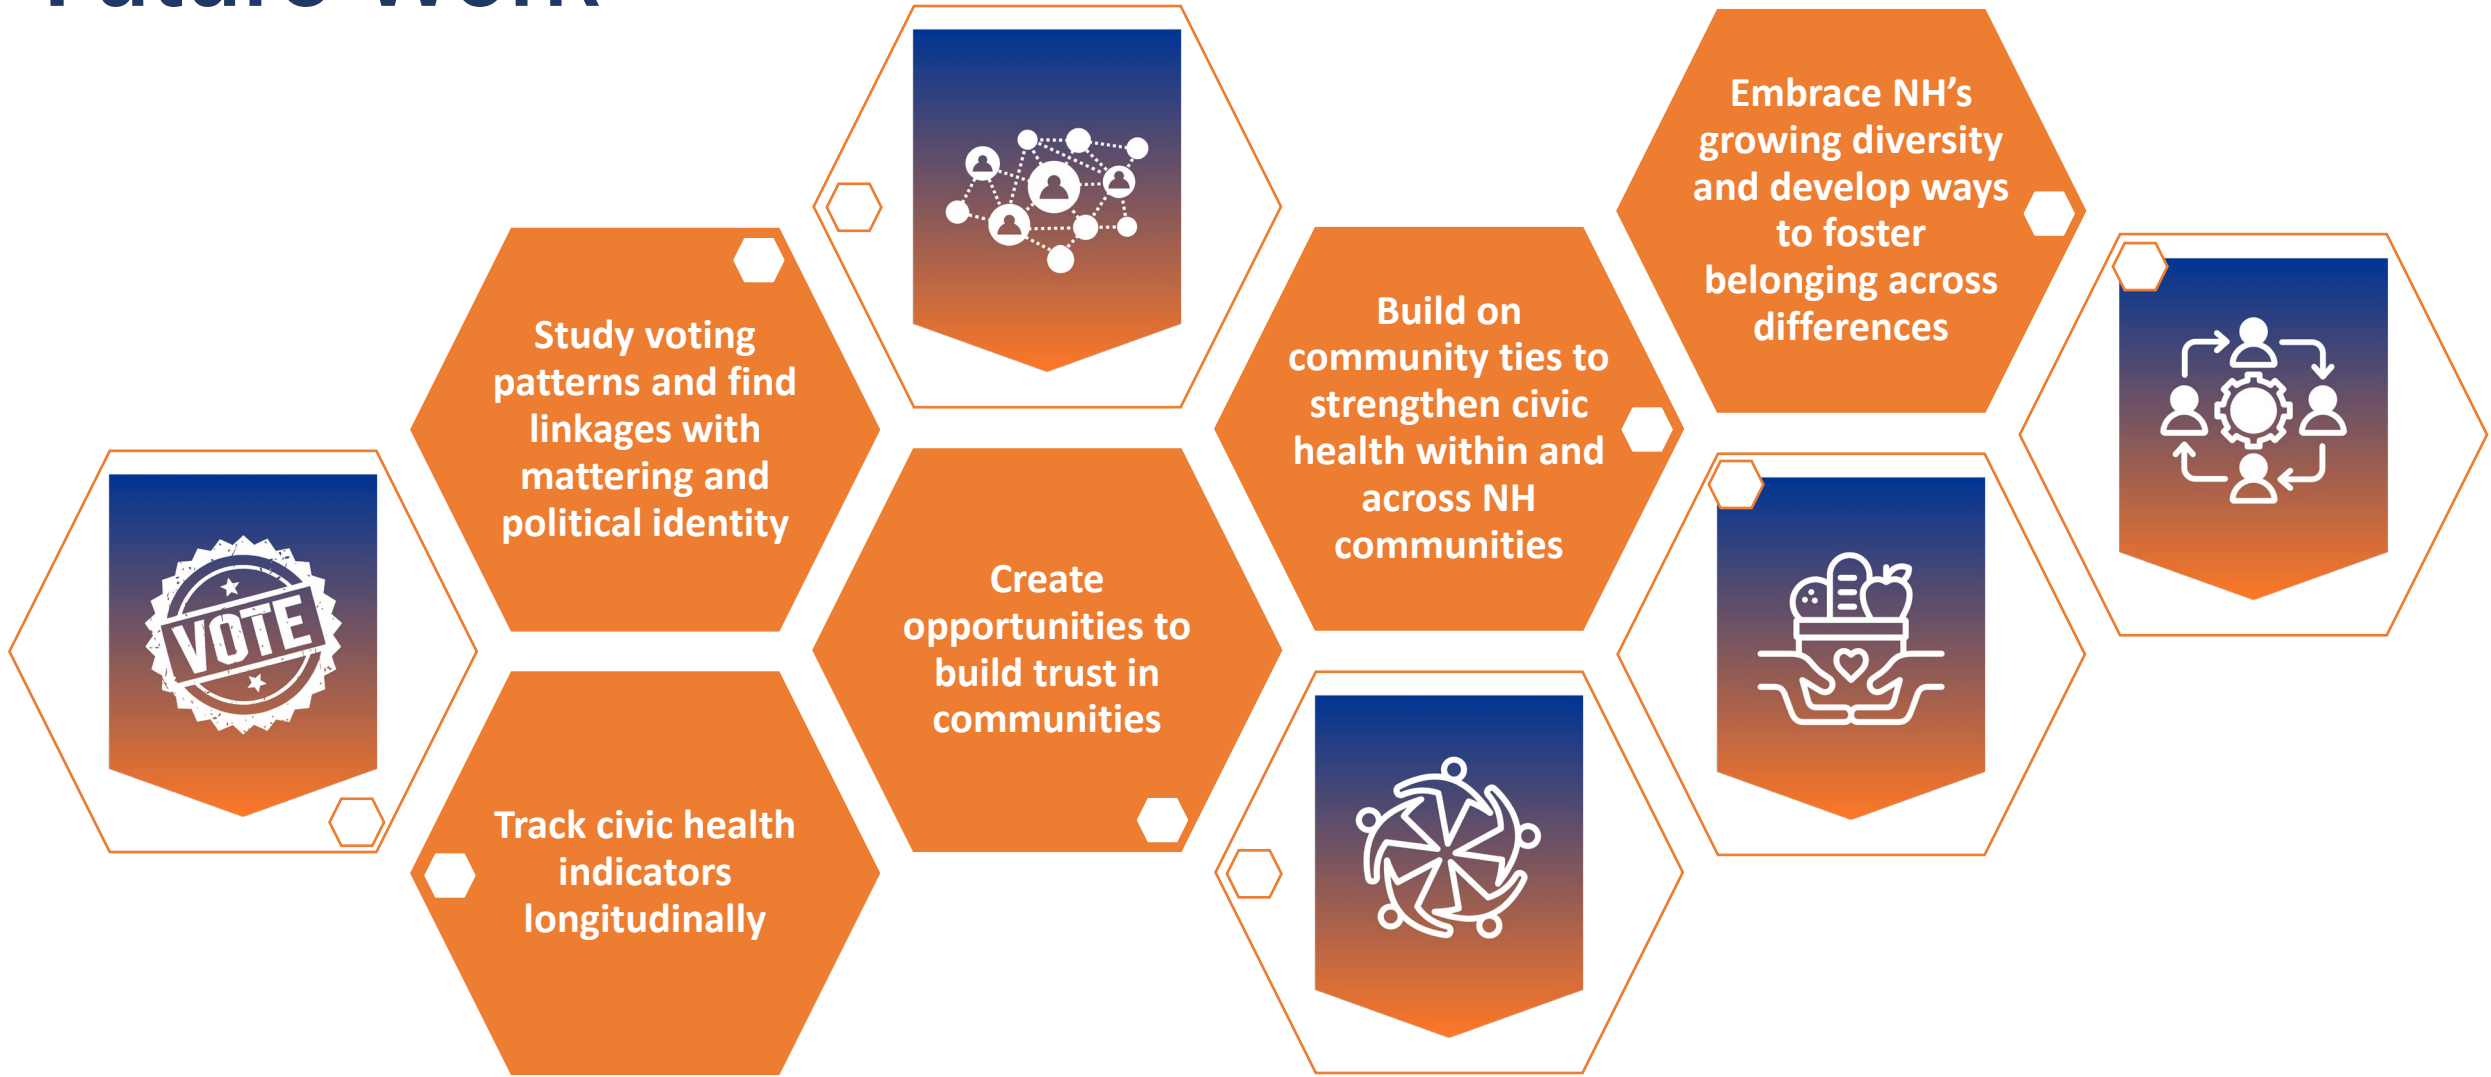 Future Work
Embrace NH's
growing diversity
and develop ways
to foster
belonging across
differences
Study voting
patterns and find
linkages with
mattering and
political identity
Build on
community ties to
strengthen civic
health within and
across NH
communities
VOTE
Create
opportunities to
build trust in
communities
Track civic health
indicators
longitudinally